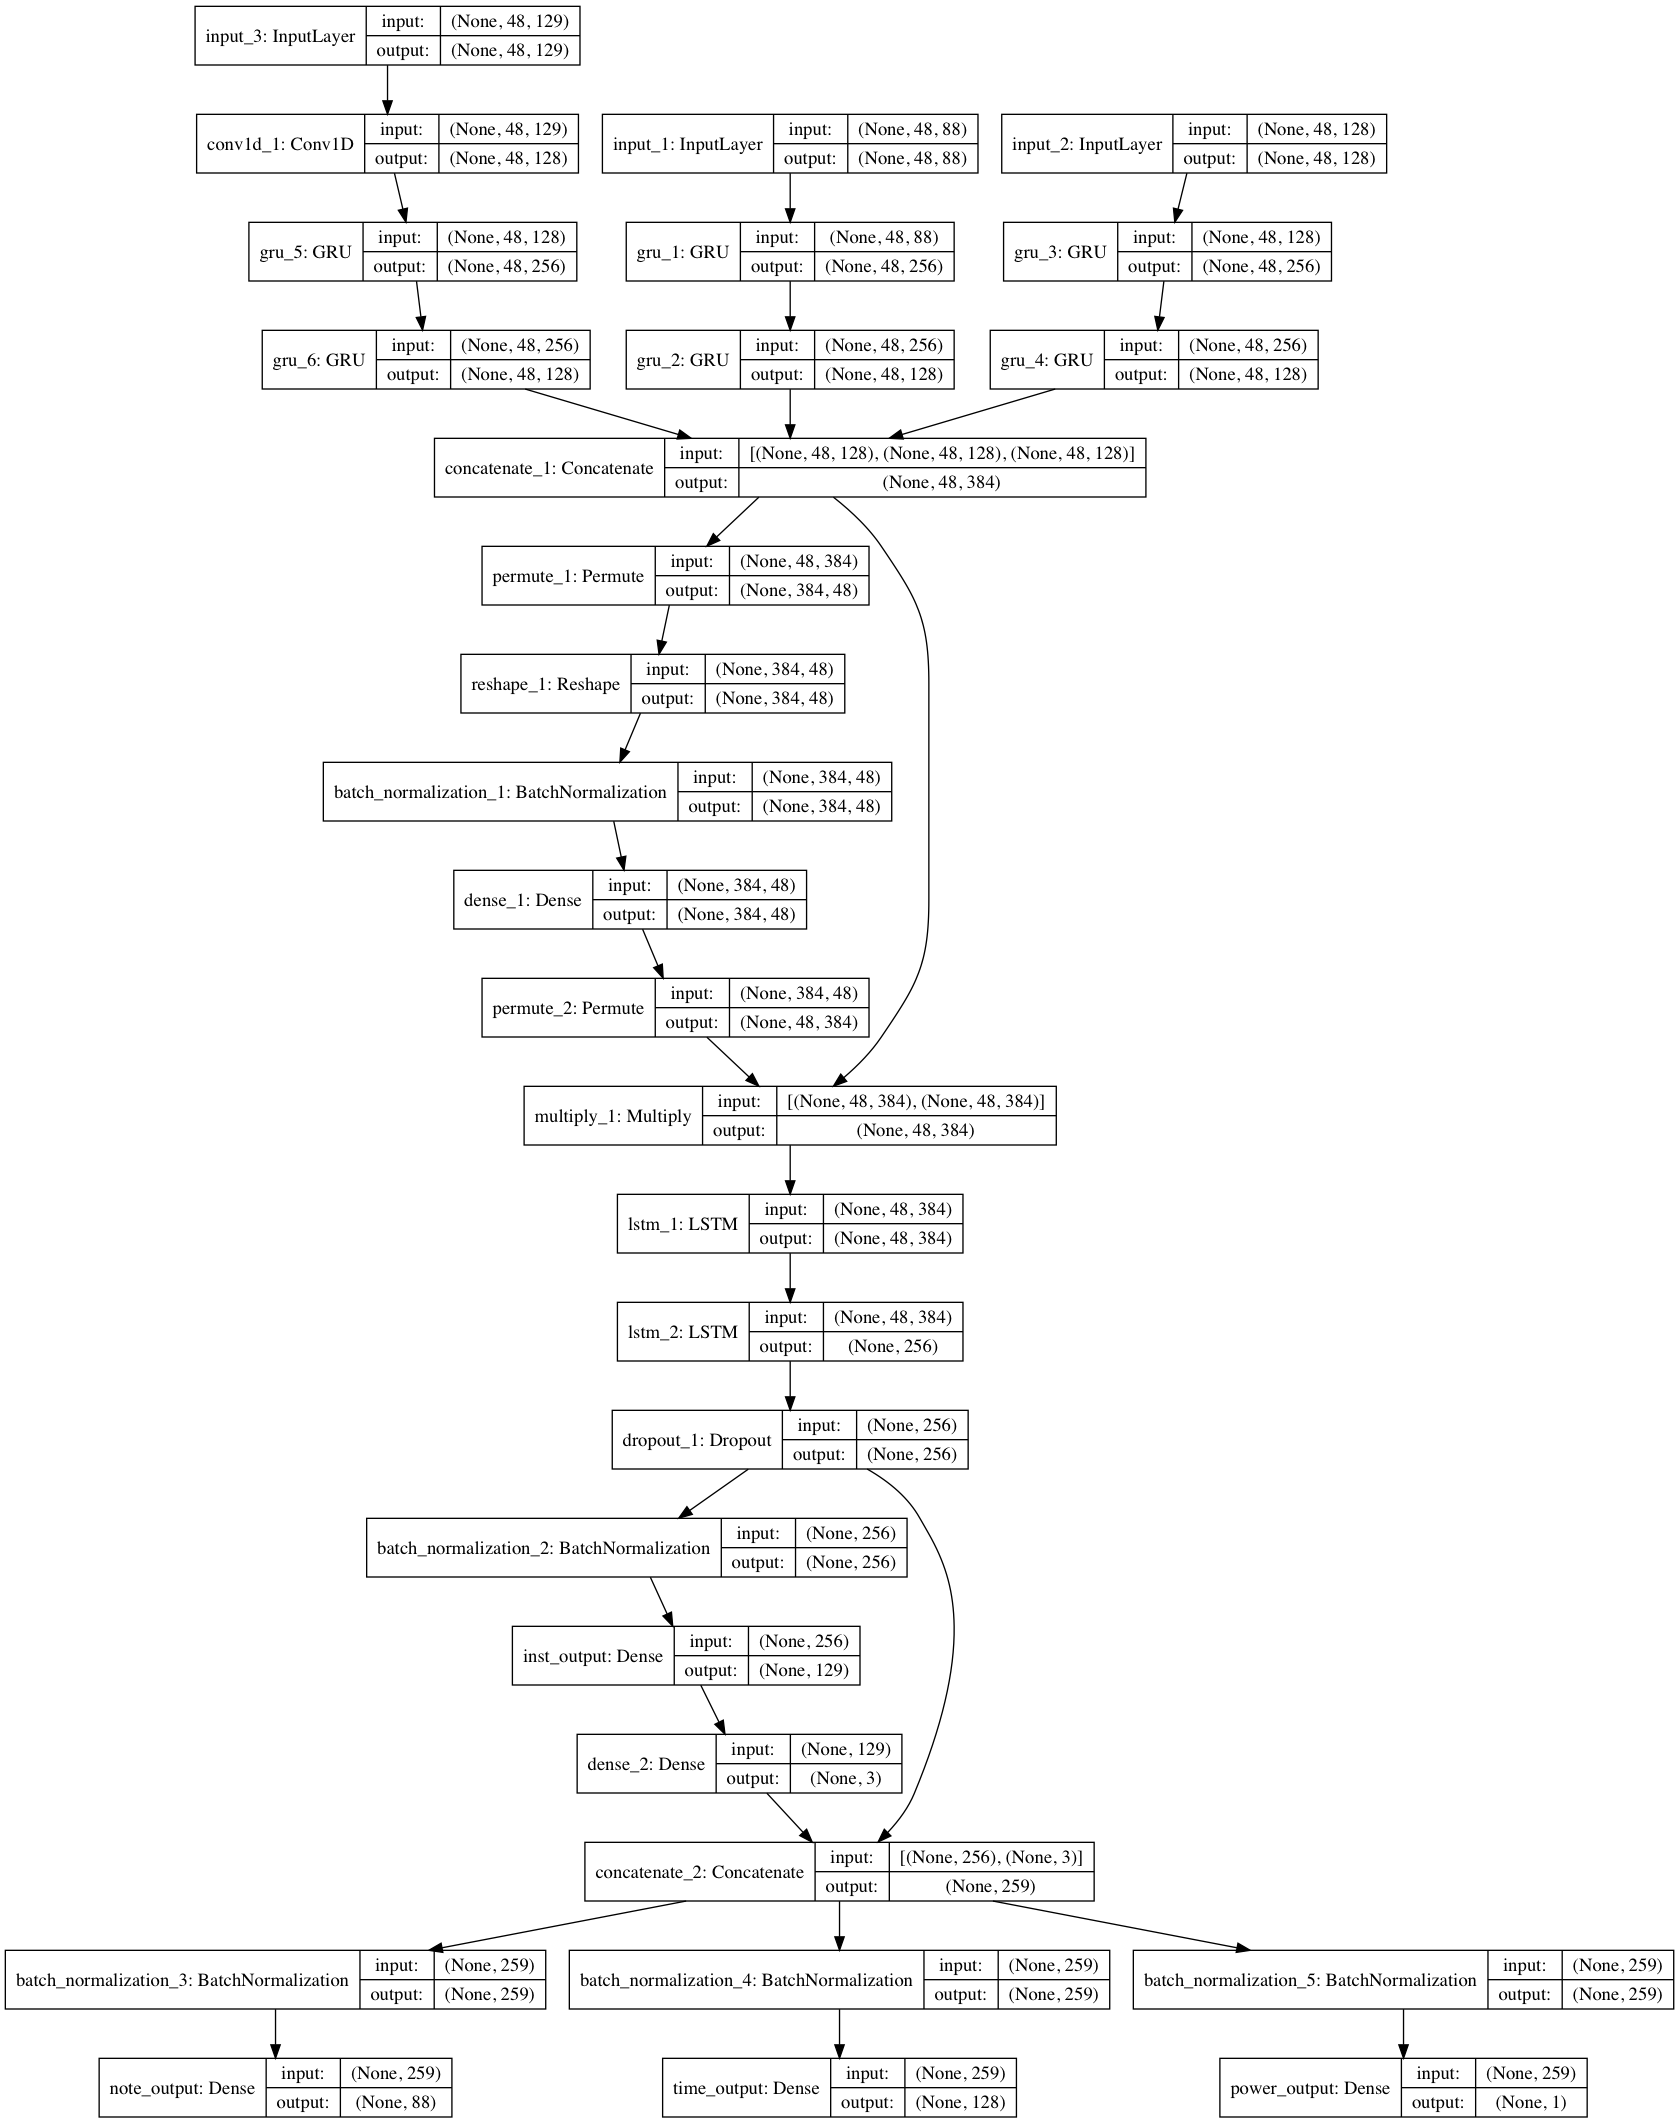 input_3: InputLayer
input: (None, 48, 129)
output: (None, 48, 129)
conv1d_1: Conv1D
input: (None, 48, 129)
output: (None, 48, 128)
input_1: InputLayer
input: (None, 48, 88)
output: (None, 48, 88)
input_2: InputLayer
input: (None, 48, 128)
output: (None, 48, 128)
gru_5: GRU
input: (None, 48, 128)
output: (None, 48, 256)
gru_1: GRU
input: (None, 48, 88)
output: (None, 48, 256)
gru_3: GRU
input: (None, 48, 128)
output: (None, 48, 256)
gru_6: GRU
input: (None, 48, 256)
output: (None, 48, 128)
gru_2: GRU
input: (None, 48, 256)
output: (None, 48, 128)
gru_4: GRU
input: (None, 48, 256)
output: (None, 48, 128)
concatenate_1: Concatenate
input: [(None, 48, 128), (None, 48, 128), (None, 48, 128)]
output: (None, 48, 384)
permute_1: Permute
input: (None, 48, 384)
output: (None, 384, 48)
reshape_1: Reshape
input: (None, 384, 48)
output: (None, 384, 48)
batch_normalization_1: BatchNormalization
input: (None, 384, 48)
output: (None, 384, 48)
dense_1: Dense
input: (None, 384, 48)
output: (None, 384, 48)
permute_2: Permute
input: (None, 384, 48)
output: (None, 48, 384)
multiply_1: Multiply
input: [(None, 48, 384), (None, 48, 384)]
output: (None, 48, 384)
lstm_1: LSTM
input: (None, 48, 384)
output: (None, 48, 384)
lstm_2: LSTM
input: (None, 48, 384)
output: (None, 256)
dropout_1: Dropout
input: (None, 256)
output: (None, 256)
batch_normalization_2: BatchNormalization
input: (None, 256)
output: (None, 256)
inst_output: Dense
input: (None, 256)
output: (None, 129)
dense_2: Dense
input: (None, 129)
output: (None, 3)
concatenate_2: Concatenate
input: [(None, 256), (None, 3)]
output: (None, 259)
batch_normalization_3: BatchNormalization
input: (None, 259)
output: (None, 259)
batch_normalization_4: BatchNormalization
input: (None, 259)
output: (None, 259)
batch_normalization_5: BatchNormalization
input: (None, 259)
output: (None, 259)
note_output: Dense
input: (None, 259)
output: (None, 88)
time_output: Dense
input: (None, 259)
output: (None, 128)
power_output: Dense
input: (None, 259)
output: (None, 1)